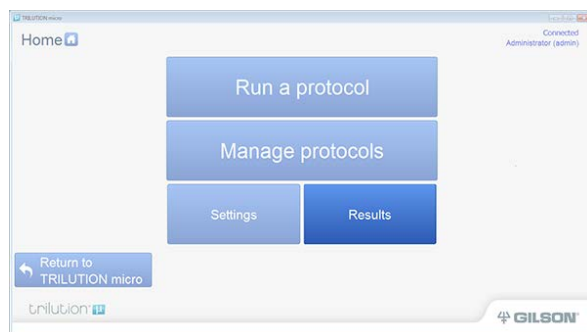 TRILUTION micro
Home
Connected
Administrator (admin)
Run a protocol
Manage protocols
Settings
Results
Return to
TRILUTION micro
trilution µ
GILSON